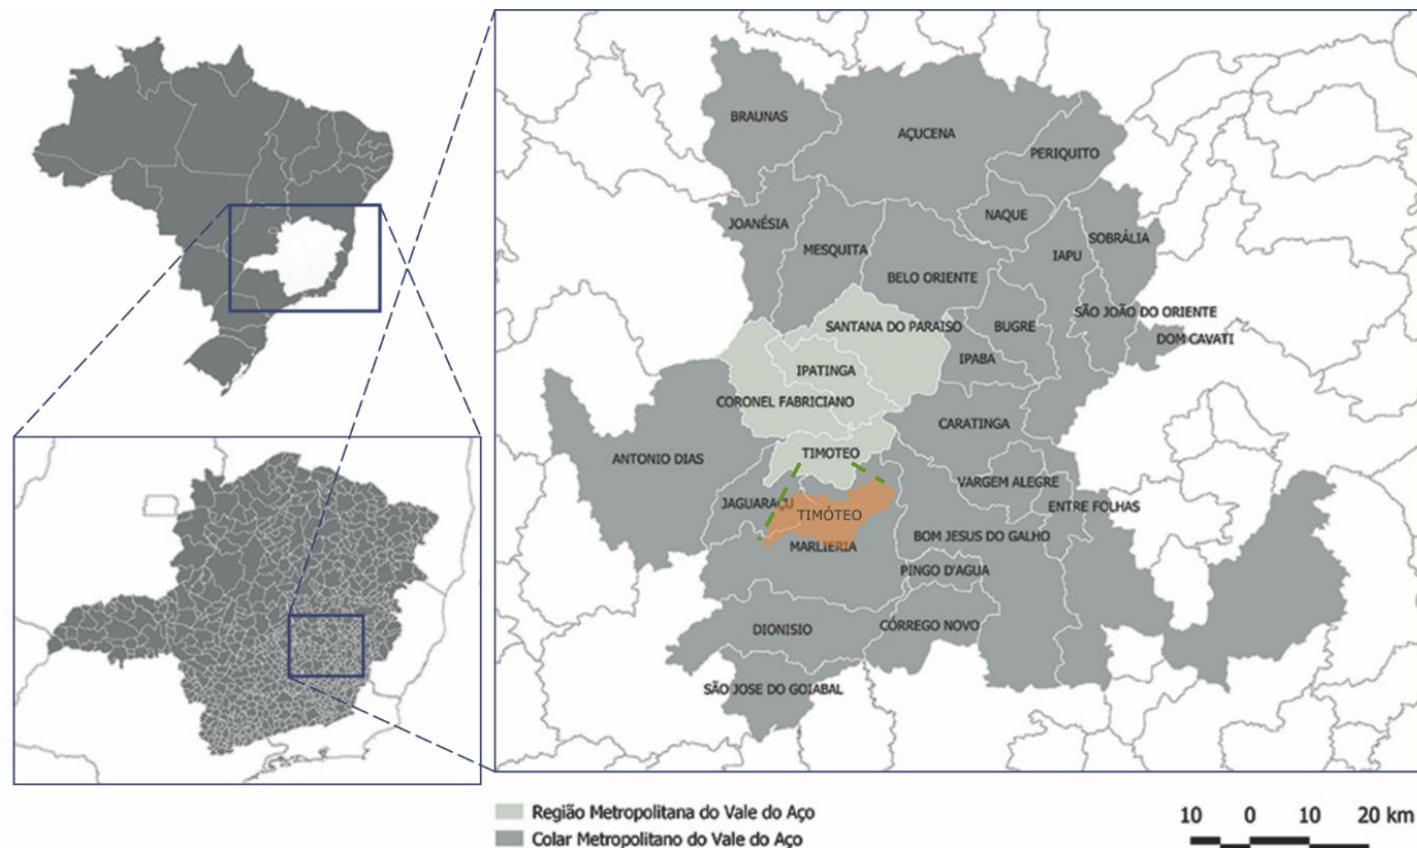 BRAUNAS
AÇUCENA
PERIQUITO
JOANÉSIA
NAQUE
MESQUITA
SOBRÁLIA
IAPU
BELO ORIENTE
SÃO JOÃO DO ORIENTE
SANTANA DO PARAISO
BUGRE
DOM CAVATI
IPABA
IPATINGA
CORONEL FABRICIANO
CARATINGA
TIMOTEO
ANTONIO DIAS
VARGEM ALEGRE
JAGUARAÇU
ENTRE FOLHAS
TIMÓTEO
BOM JESUS DO GALHO
MARLIERIA
PINGO D'AGUA
CÓRREGO NOVO
DIONISIO
SÃO JOSE DO GOIABAL
Região Metropolitana do Vale do Aço
Colar Metropolitano do Vale do Aço
10 0 10 20 km